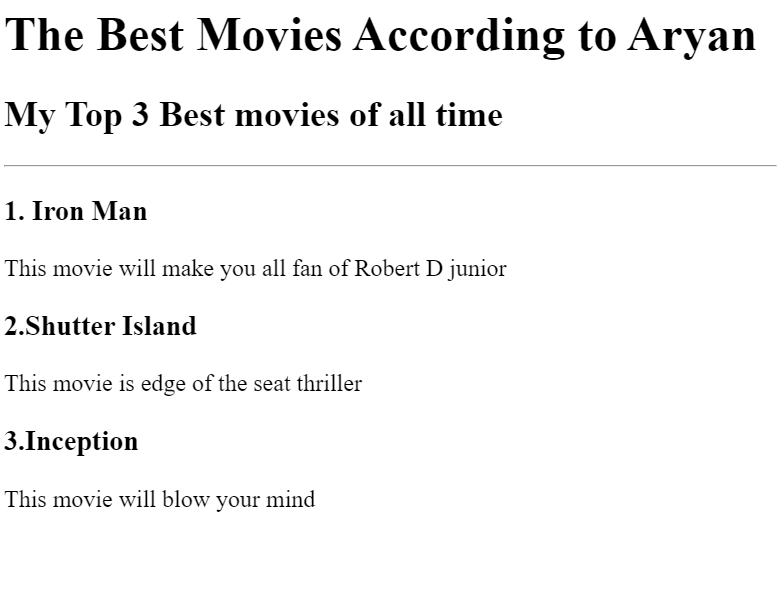 The Best Movies According to Aryan
My Top 3 Best movies of all time
1. Iron Man
This movie will make you all fan of Robert D junior
2.Shutter Island
This movie is edge of the seat thriller
3.Inception
This movie will blow your mind